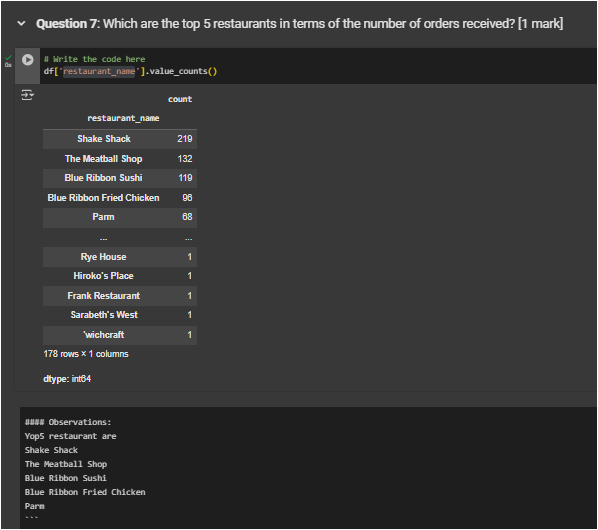 Question 7: Which are the top 5 restaurants in terms of the number of orders received? [1 mark]
0s
# Write the code here
df['restaurant_name'].value_counts()
count
restaurant_name
Shake Shack 219
The Meatball Shop 132
Blue Ribbon Sushi 119
Blue Ribbon Fried Chicken 96
Parm 68
... ...
Rye House 1
Hiroko's Place 1
Frank Restaurant 1
Sarabeth's West 1
'wichcraft 1
178 rows × 1 columns
dtype: int64
#### Observations:
Yop5 restaurant are
Shake Shack
The Meatball Shop
Blue Ribbon Sushi
Blue Ribbon Fried Chicken
Parm
```